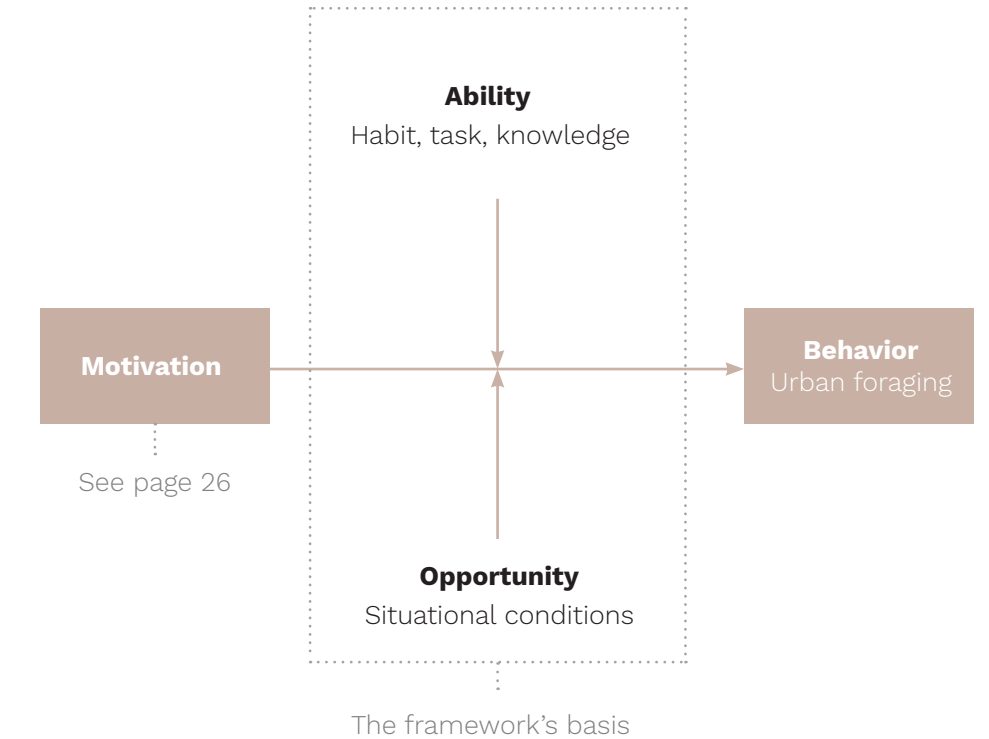 Ability
Habit, task, knowledge
Motivation
Behavior
Urban foraging
See page 26
Opportunity
Situational conditions
The framework’s basis